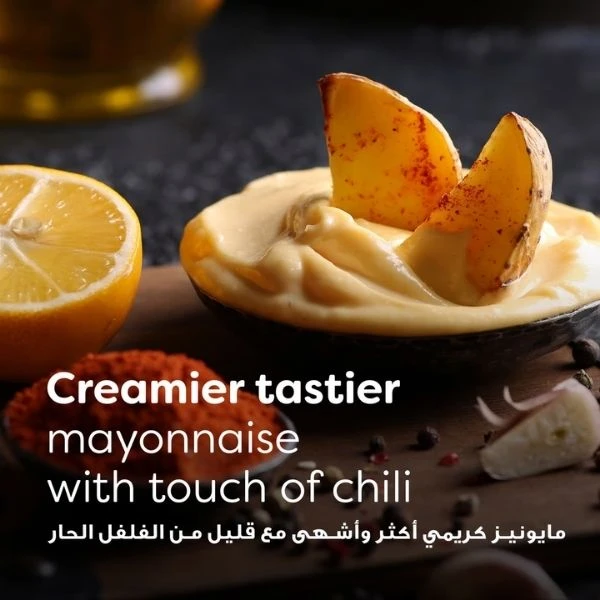 Creamier tastier
mayonnaise
with touch of chili
مايونيز كريمي أكثر وأشهى مع قليل من الفلفل الحار